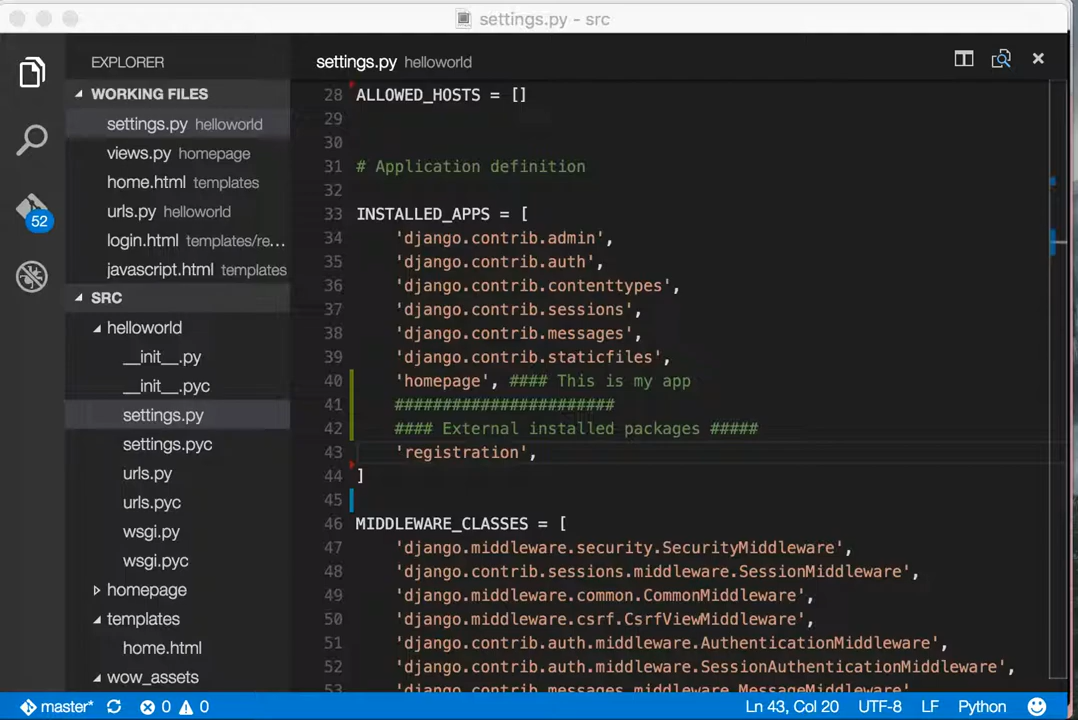 settings.py - src
EXPLORER
WORKING FILES
settings.py helloworld
views.py homepage
home.html templates
urls.py helloworld
login.html templates/re...
javascript.html templates
SRC
helloworld
__init__.py
__init__.pyc
settings.py
settings.pyc
urls.py
urls.pyc
wsgi.py
wsgi.pyc
homepage
templates
home.html
wow_assets
52
settings.py helloworld
28 ALLOWED_HOSTS = []
29
30
31 # Application definition
32
33 INSTALLED_APPS = [
34 'django.contrib.admin',
35 'django.contrib.auth',
36 'django.contrib.contenttypes',
37 'django.contrib.sessions',
38 'django.contrib.messages',
39 'django.contrib.staticfiles',
40 'homepage', #### This is my app
41 #######################
42 #### External installed packages #####
43 'registration',
44 ]
45
46 MIDDLEWARE_CLASSES = [
47 'django.middleware.security.SecurityMiddleware',
48 'django.contrib.sessions.middleware.SessionMiddleware',
49 'django.middleware.common.CommonMiddleware',
50 'django.middleware.csrf.CsrfViewMiddleware',
51 'django.contrib.auth.middleware.AuthenticationMiddleware',
52 'django.contrib.auth.middleware.SessionAuthenticationMiddleware',
53 'django.contrib.messages.middleware.MessageMiddleware'
master* 0 0 Ln 43, Col 20 UTF-8 LF Python